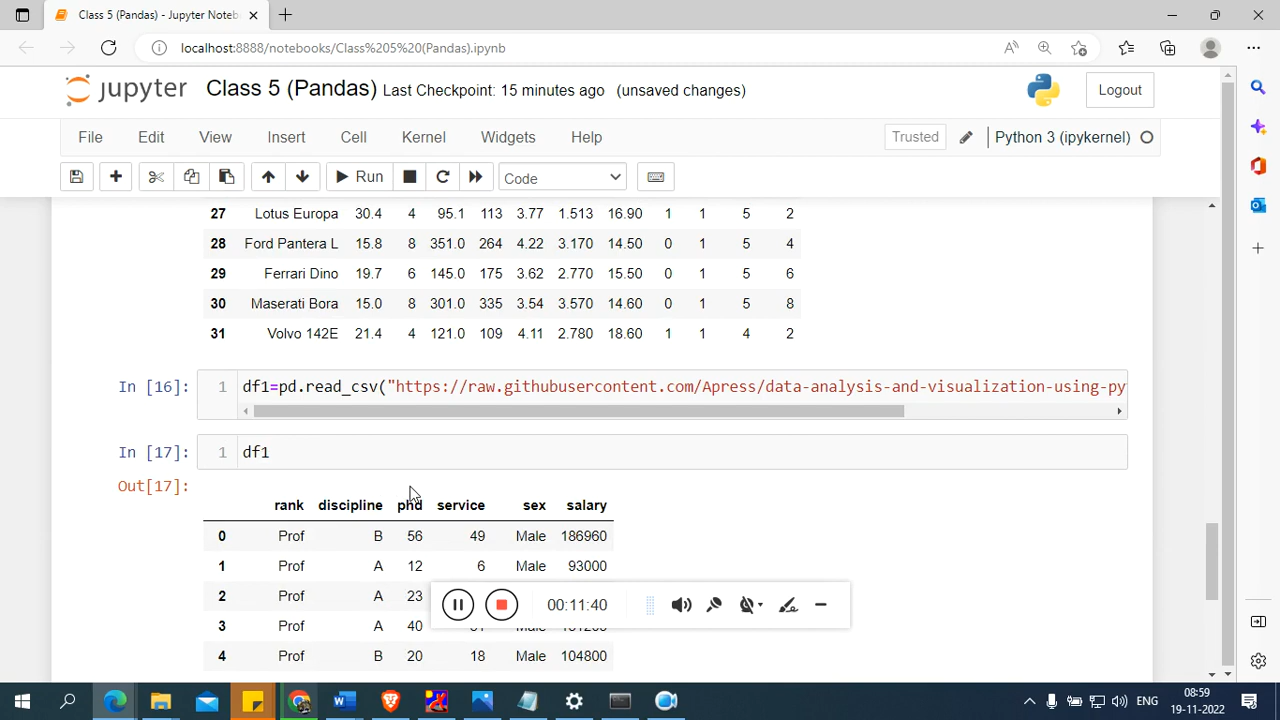 Class 5 (Pandas) - Jupyter Noteb
localhost:8888/notebooks/Class%205%20(Pandas).ipynb
jupyter Class 5 (Pandas) Last Checkpoint: 15 minutes ago (unsaved changes)
Logout
File Edit View Insert Cell Kernel Widgets Help
Trusted Python 3 (ipykernel)
Run Code
27 Lotus Europa 30.4 4 95.1 113 3.77 1.513 16.90 1 1 5 2
28 Ford Pantera L 15.8 8 351.0 264 4.22 3.170 14.50 0 1 5 4
29 Ferrari Dino 19.7 6 145.0 175 3.62 2.770 15.50 0 1 5 6
30 Maserati Bora 15.0 8 301.0 335 3.54 3.570 14.60 0 1 5 8
31 Volvo 142E 21.4 4 121.0 109 4.11 2.780 18.60 1 1 4 2
In [16]: 1 df1=pd.read_csv("https://raw.githubusercontent.com/Apress/data-analysis-and-visualization-using-py
In [17]: 1 df1
Out[17]:
rank discipline phd service sex salary
0 Prof B 56 49 Male 186960
1 Prof A 12 6 Male 93000
2 Prof A 23
3 Prof A 40
4 Prof B 20 18 Male 104800
00:11:40
ENG
08:59
19-11-2022